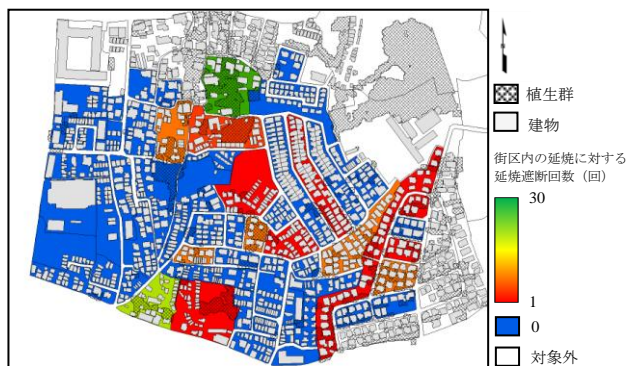 植生群
建物
街区内の延焼に対する
延焼遮断回数（回）
30
1
0
対象外